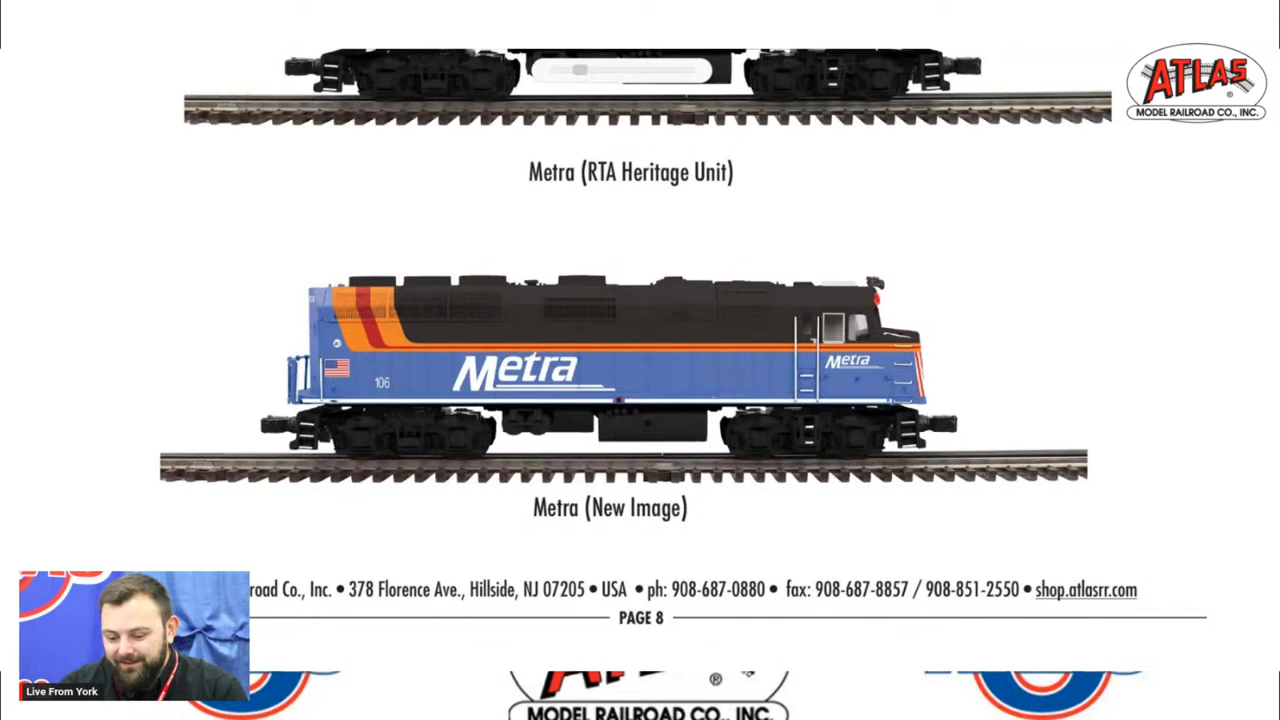 ATLAS
®
MODEL RAILROAD CO., INC.
Metra (RTA Heritage Unit)
Metra
Metra
106
Metra (New Image)
road Co., Inc. • 378 Florence Ave., Hillside, NJ 07205 • USA • ph: 908-687-0880 • fax: 908-687-8857 / 908-851-2550 • shop.atlasrr.com
PAGE 8
Live From York
®
MODEL RAILROAD CO., INC.